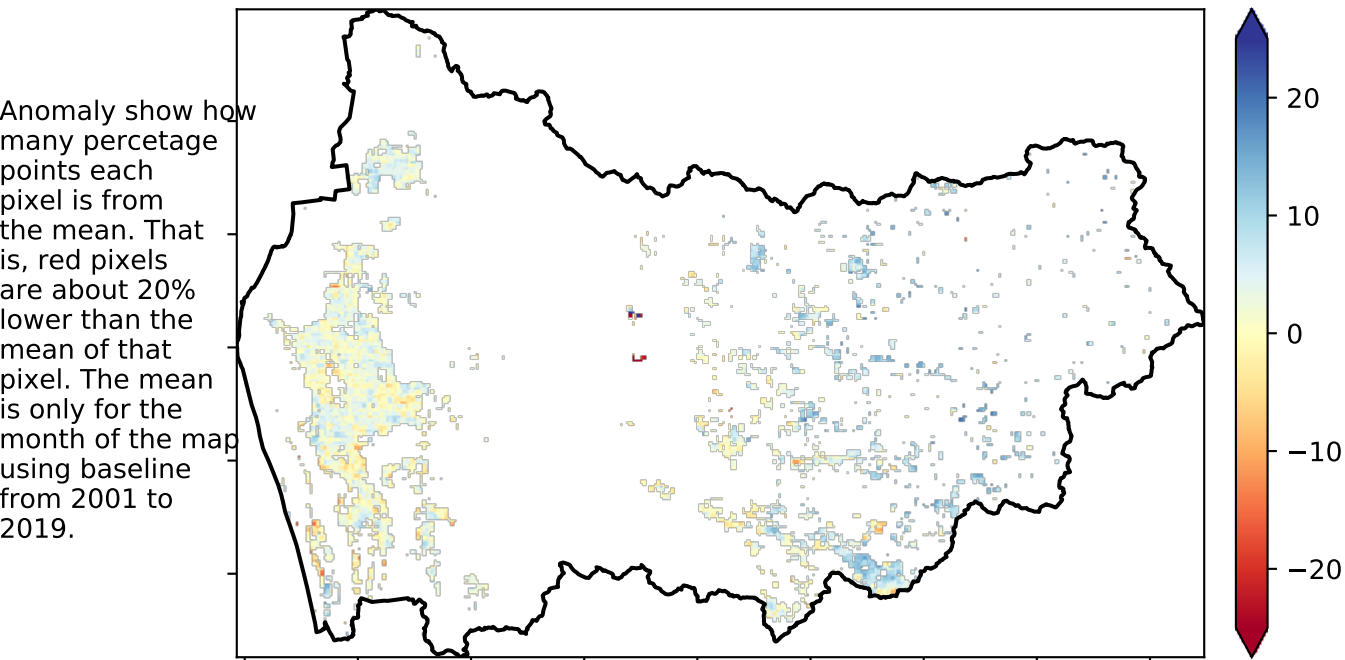 Anomaly show how
many percetage
points each
pixel is from
the mean. That
is, red pixels
are about 20%
lower than the
mean of that
pixel. The mean
is only for the
month of the map
using baseline
from 2001 to
2019.
20
10
0
−10
−20